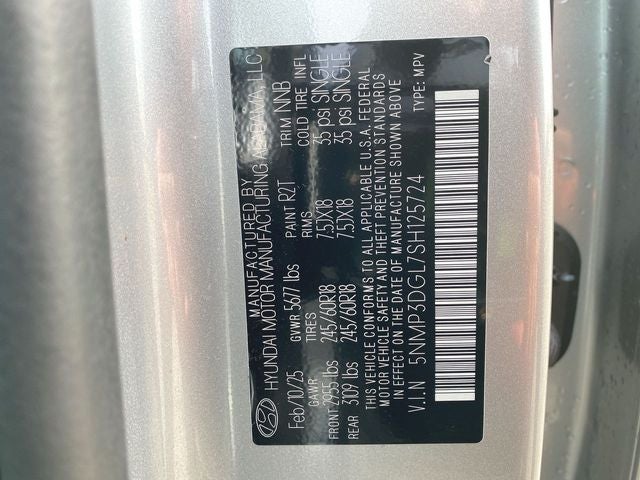 MANUFACTURED BY
HYUNDAI MOTOR MANUFACTURING ALABAMA, LLC
Feb/10/25 GVWR 5677 lbs PAINT R2T TRIM NNB
GAWR TIRES RIMS COLD TIRE INFL
FRONT 2955 lbs 245/60R18 7.5JX18 35 psi SINGLE
REAR 3109 lbs 245/60R18 7.5JX18 35 psi SINGLE
THIS VEHICLE CONFORMS TO ALL APPLICABLE U.S.A. FEDERAL
MOTOR VEHICLE SAFETY AND THEFT PREVENTION STANDARDS
IN EFFECT ON THE DATE OF MANUFACTURE SHOWN ABOVE
V.I.N 5NMP3DGL7SH125724 TYPE: MPV